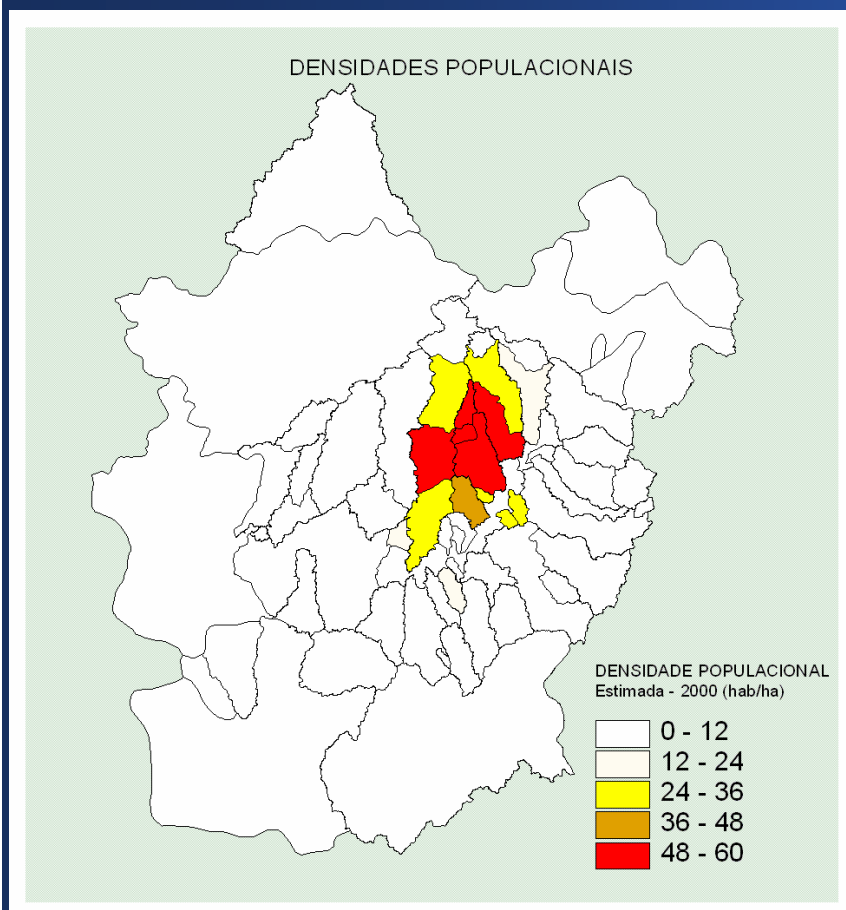 DENSIDADES POPULACIONAIS
DENSIDADE POPULACIONAL
Estimada - 2000 (hab/ha)
0 - 12
12 - 24
24 - 36
36 - 48
48 - 60